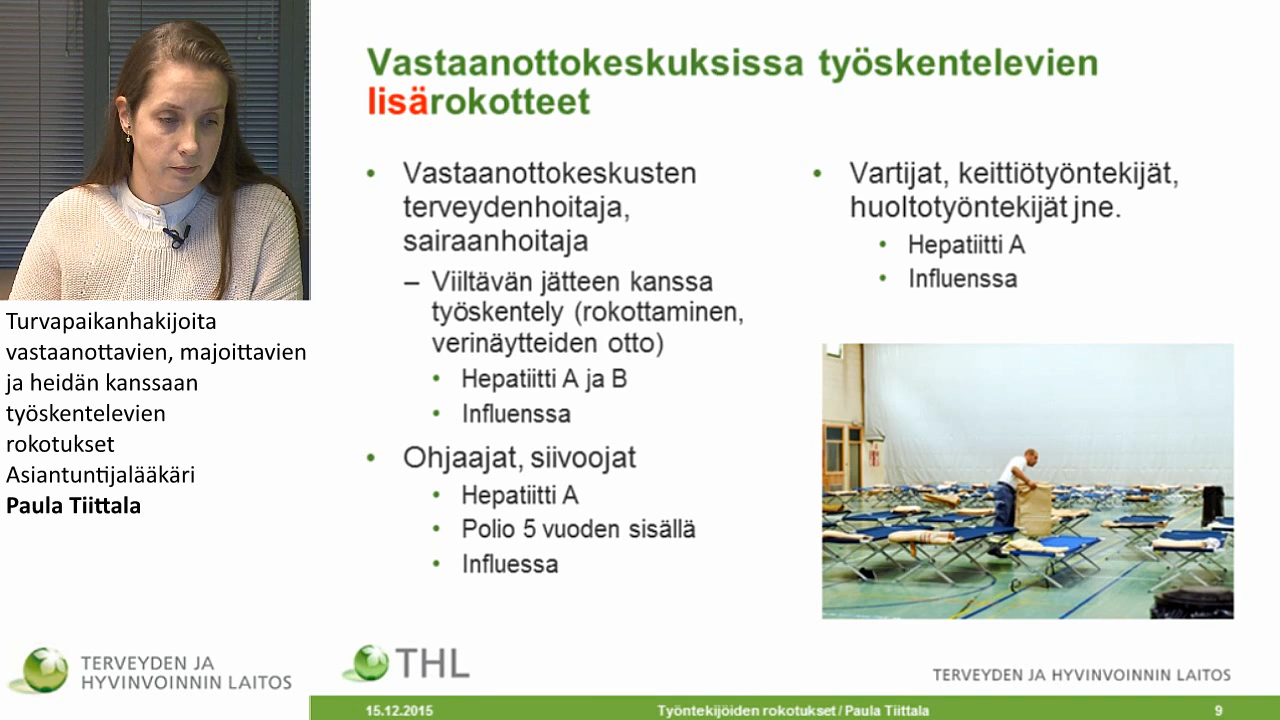 Vastaanottokeskuksissa työskentelevien
lisärokotteet
• Vastaanottokeskusten
terveydenhoitaja,
sairaanhoitaja
– Viiltävän jätteen kanssa
työskentely (rokottaminen,
verinäytteiden otto)
• Hepatiitti A ja B
• Influenssa
• Ohjaajat, siivoojat
• Hepatiitti A
• Polio 5 vuoden sisällä
• Influessa
• Vartijat, keittiötyöntekijät,
huoltotyöntekijät jne.
• Hepatiitti A
• Influenssa
Turvapaikanhakijoita
vastaanottavien, majoittavien
ja heidän kanssaan
työskentelevien
rokotukset
Asiantuntijalääkäri
Paula Tiittala
TERVEYDEN JA
HYVINVOINNIN LAITOS
THL
TERVEYDEN JA HYVINVOINNIN LAITOS
15.12.2015
Työntekijöiden rokotukset / Paula Tiittala
9